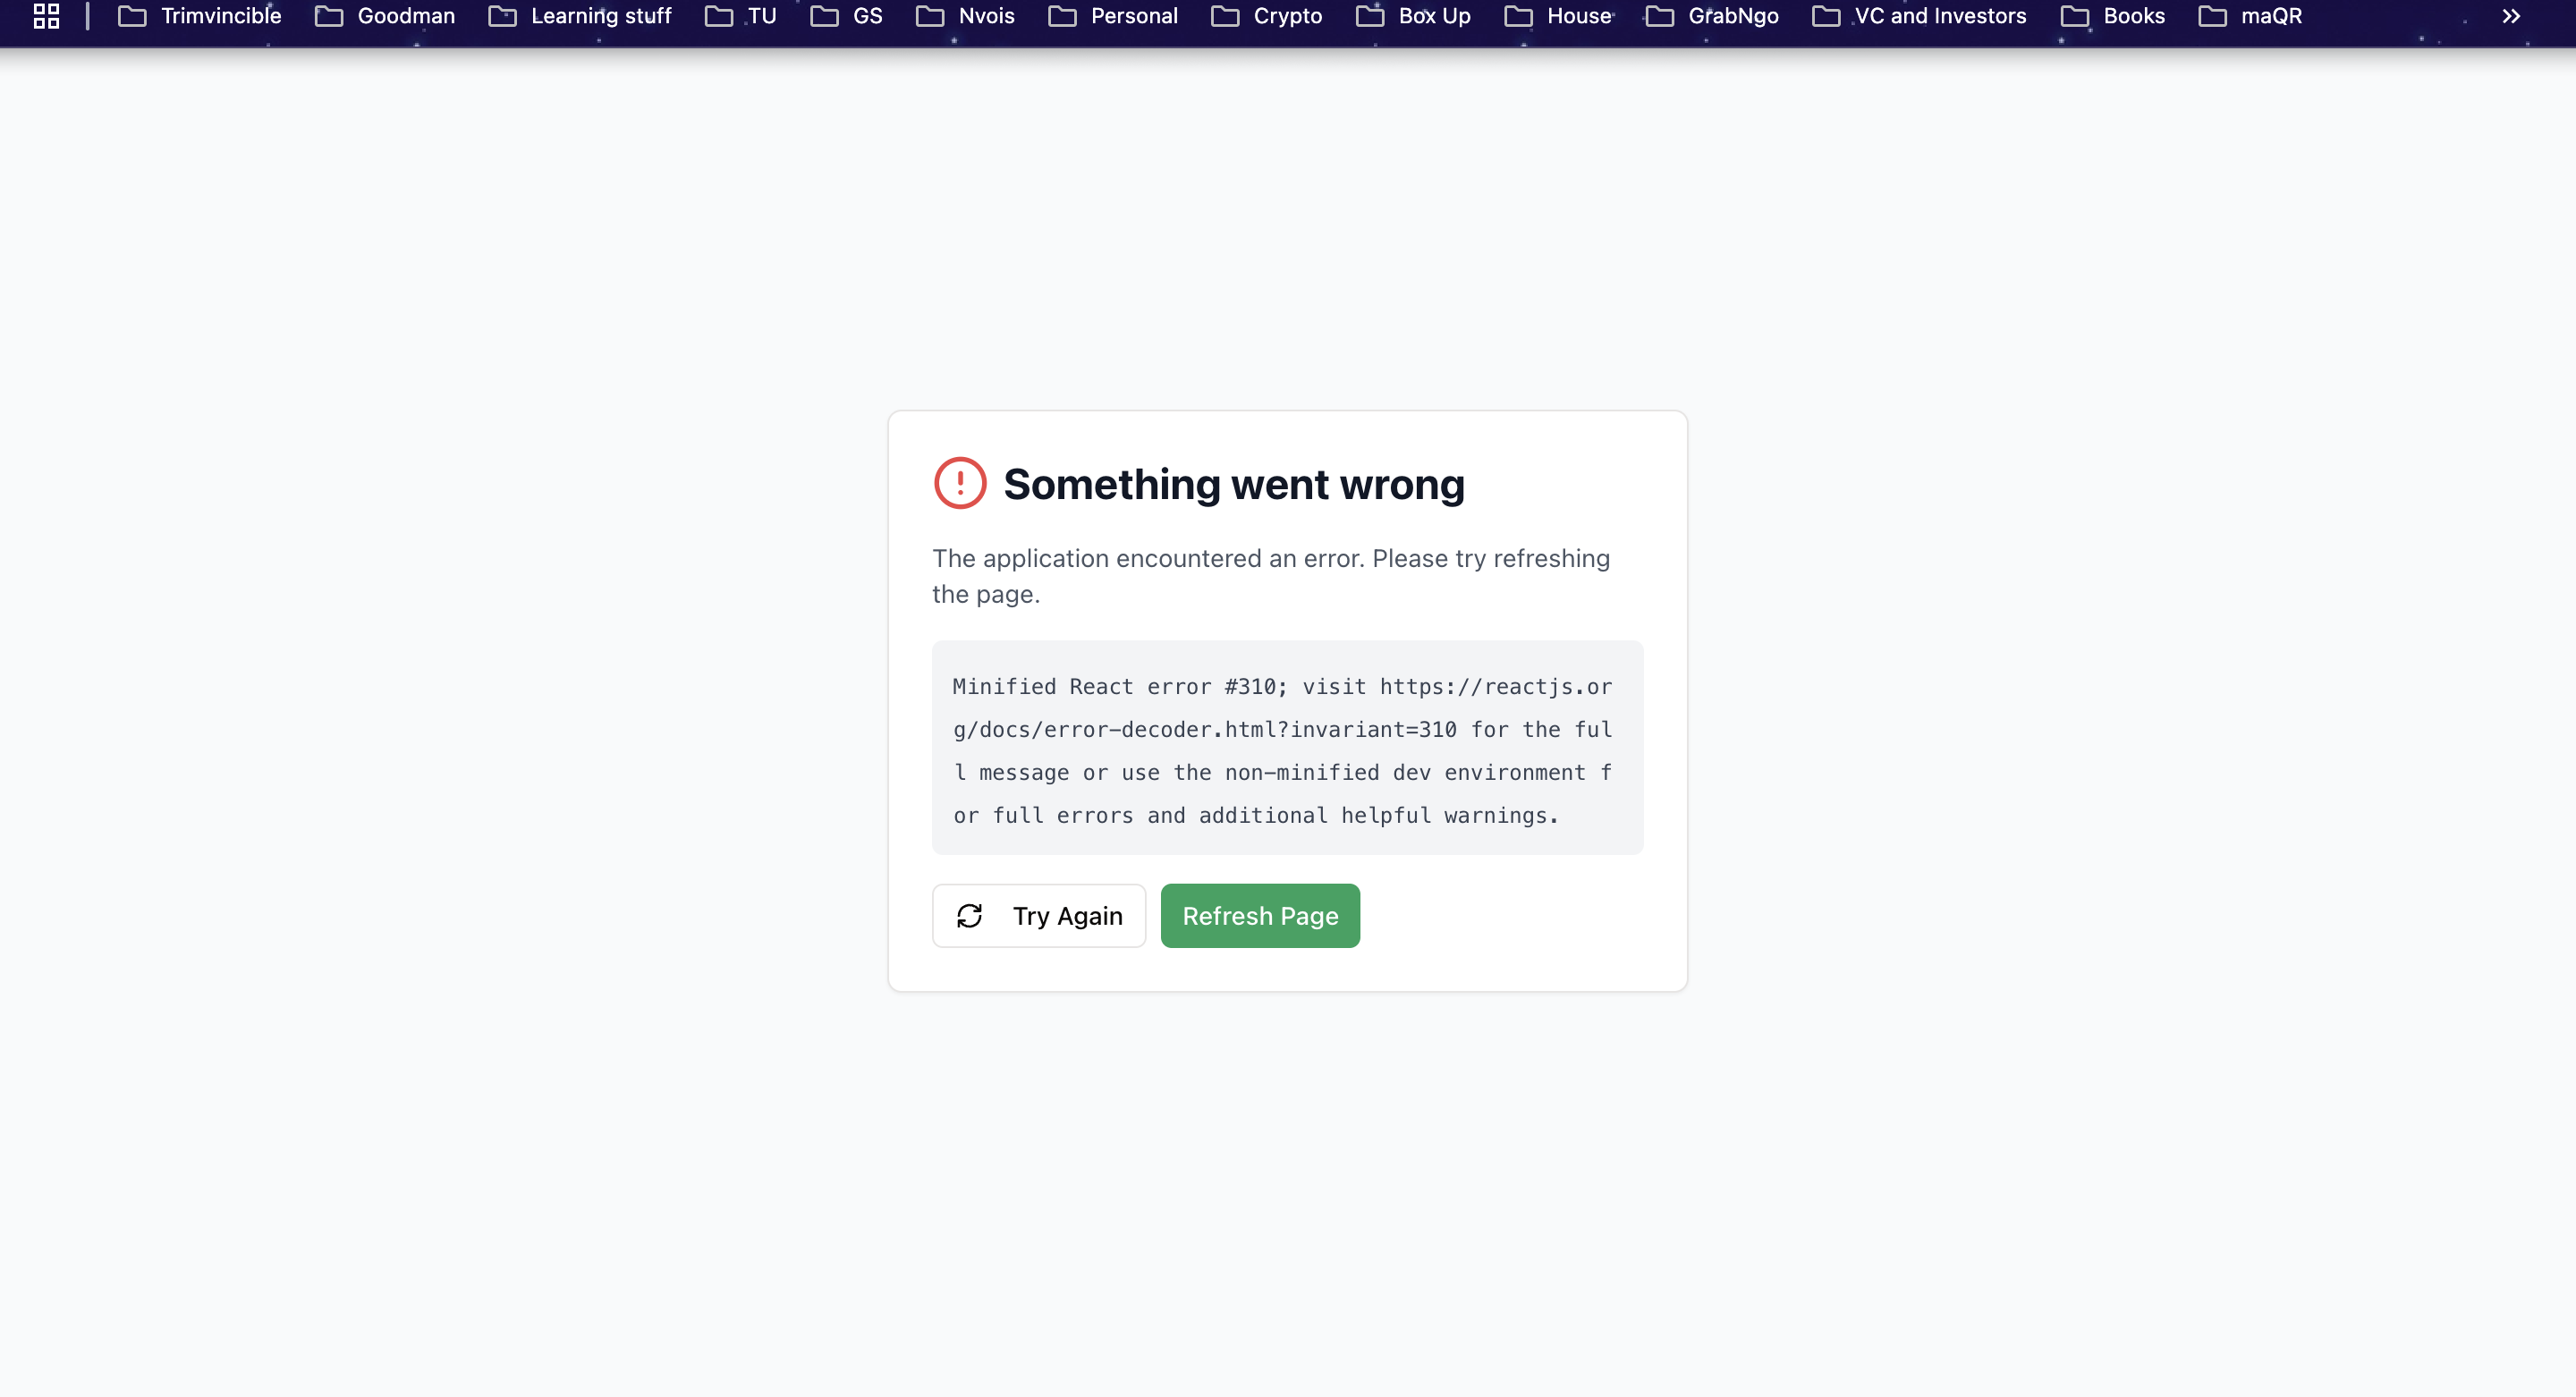 Trimvincible Goodman Learning stuff TU GS Nvois Personal Crypto Box Up House GrabNgo VC and Investors Books maQR
Something went wrong
The application encountered an error. Please try refreshing
the page.
Minified React error #310; visit https://reactjs.or
g/docs/error-decoder.html?invariant=310 for the ful
l message or use the non-minified dev environment f
or full errors and additional helpful warnings.
Try Again Refresh Page